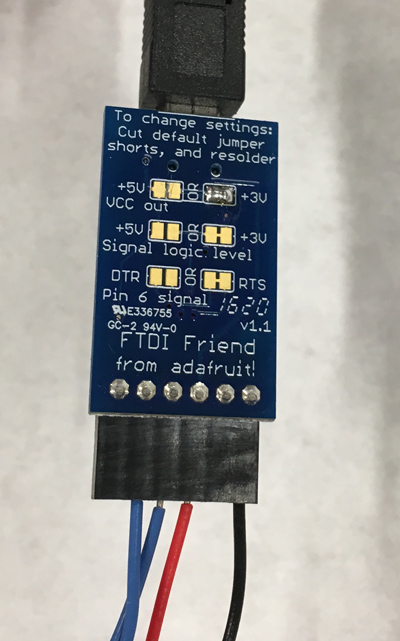 To change settings:
Cut default jumper
shorts, and resolder
+5V OR +3V
VCC out
+5V OR +3V
Signal logic level
DTR OR RTS
Pin 6 signal 1620
E336755 v1.1
GC-2 94V-0
FTDI Friend
from adafruit!